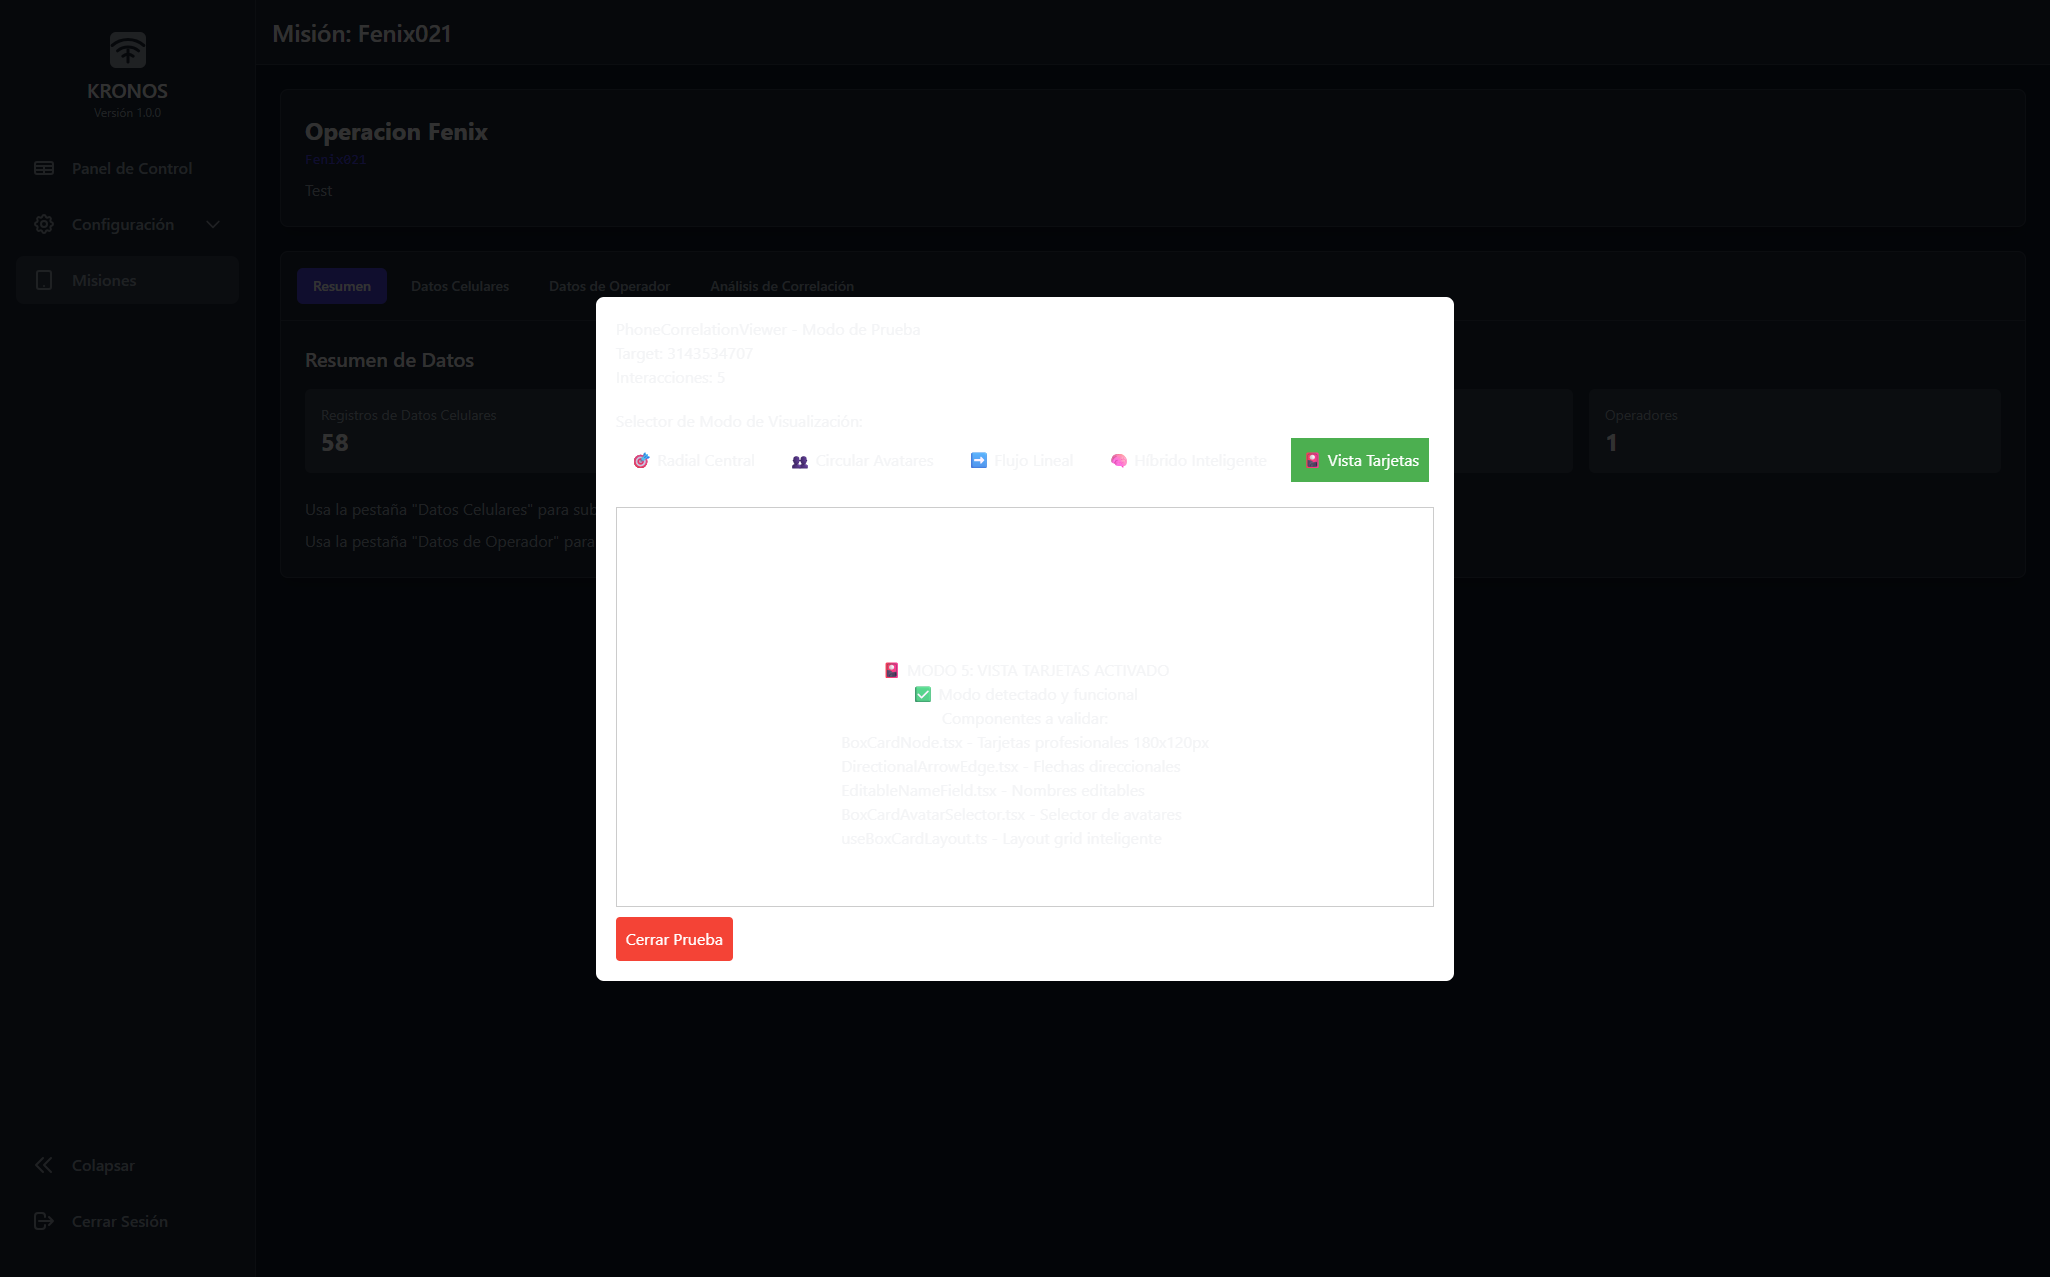 KRONOS
Versión 1.0.0
Panel de Control
Configuración
Misiones
Colapsar
Cerrar Sesión
Misión: Fenix021
Operacion Fenix
Fenix021
Test
Resumen
Datos Celulares
Datos de Operador
Análisis de Correlación
Resumen de Datos
Registros de Datos Celulares
58
Operadores
1
Usa la pestaña "Datos Celulares" para sub
Usa la pestaña "Datos de Operador" para
PhoneCorrelationViewer - Modo de Prueba
Target: 3143534707
Interacciones: 5
Selector de Modo de Visualización:
Radial Central
Circular Avatares
Flujo Lineal
Híbrido Inteligente
Vista Tarjetas
MODO 5: VISTA TARJETAS ACTIVADO
Modo detectado y funcional
Componentes a validar:
BoxCardNode.tsx - Tarjetas profesionales 180x120px
DirectionalArrowEdge.tsx - Flechas direccionales
EditableNameField.tsx - Nombres editables
BoxCardAvatarSelector.tsx - Selector de avatares
useBoxCardLayout.ts - Layout grid inteligente
Cerrar Prueba